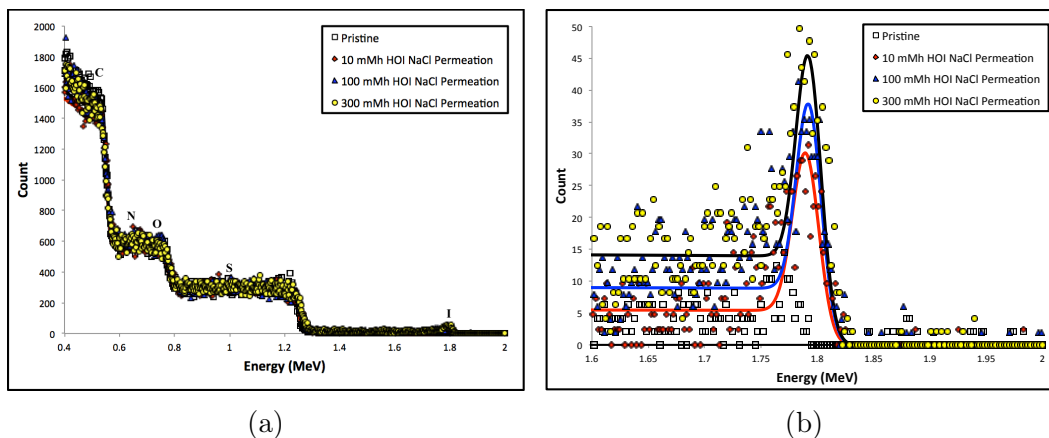 2000
1800
1600
1400
1200
1000
800
600
400
200
0
Count
0.4
0.6
0.8
1
1.2
1.4
1.6
1.8
2
Energy (MeV)
C
N
O
S
I
Pristine
10 mMh HOI NaCl Permeation
100 mMh HOI NaCl Permeation
300 mMh HOI NaCl Permeation
(a)
50
45
40
35
30
25
20
15
10
5
0
Count
1.6
1.65
1.7
1.75
1.8
1.85
1.9
1.95
2
Energy (MeV)
Pristine
10 mMh HOI NaCl Permeation
100 mMh HOI NaCl Permeation
300 mMh HOI NaCl Permeation
(b)